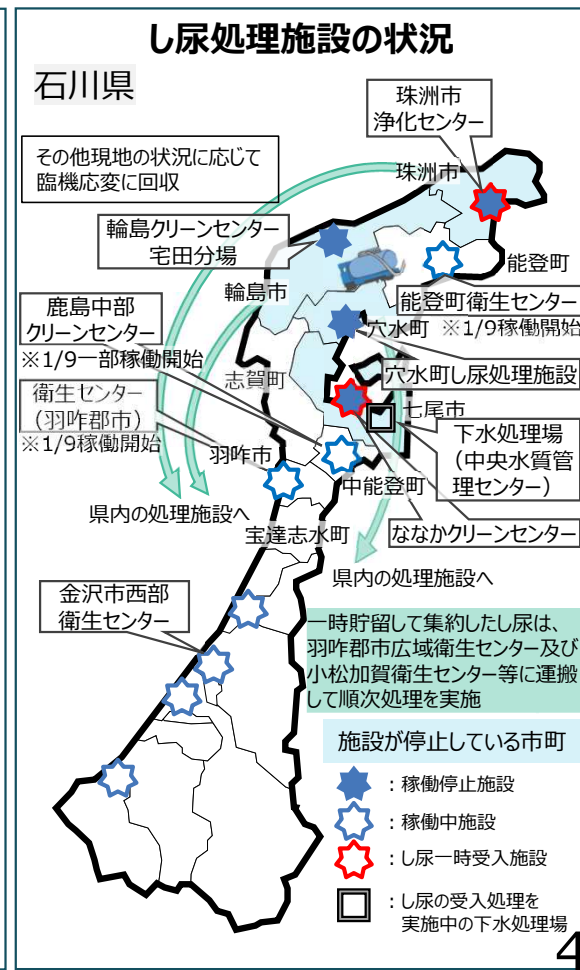 し尿処理施設の状況
石川県
珠洲市
浄化センター
その他現地の状況に応じて
臨機応変に回収
珠洲市
輪島クリーンセンター
宅田分場
能登町
輪島市
能登町衛生センター
※1/9稼働開始
鹿島中部
クリーンセンター
※1/9一部稼働開始
穴水町
志賀町
穴水町し尿処理施設
衛生センター
（羽咋郡市）
※1/9稼働開始
七尾市
下水処理場
（中央水質管
理センター）
羽咋市
中能登町
県内の処理施設へ
宝達志水町
ななかクリーンセンター
県内の処理施設へ
金沢市西部
衛生センター
一時貯留して集約したし尿は、
羽咋郡市広域衛生センター及び
小松加賀衛生センター等に運搬
して順次処理を実施
施設が停止している市町
：稼働停止施設
：稼働中施設
：し尿一時受入施設
：し尿の受入処理を
実施中の下水処理場
4